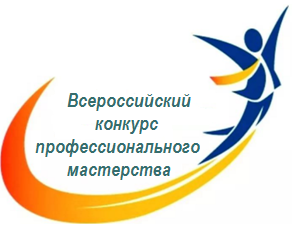 Всероссийский
конкурс
профессионального
мастерства